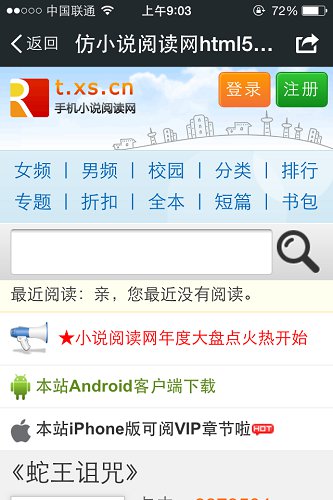 中国联通 上午9:03 72%
返回 仿小说阅读网html5...
t.xs.cn
手机小说阅读网
登录 注册
女频 | 男频 | 校园 | 分类 | 排行
专题 | 折扣 | 全本 | 短篇 | 书包
最近阅读：亲，您最近没有阅读。
★小说阅读网年度大盘点火热开始
本站Android客户端下载
本站iPhone版可阅VIP章节啦 HOT
《蛇王诅咒》